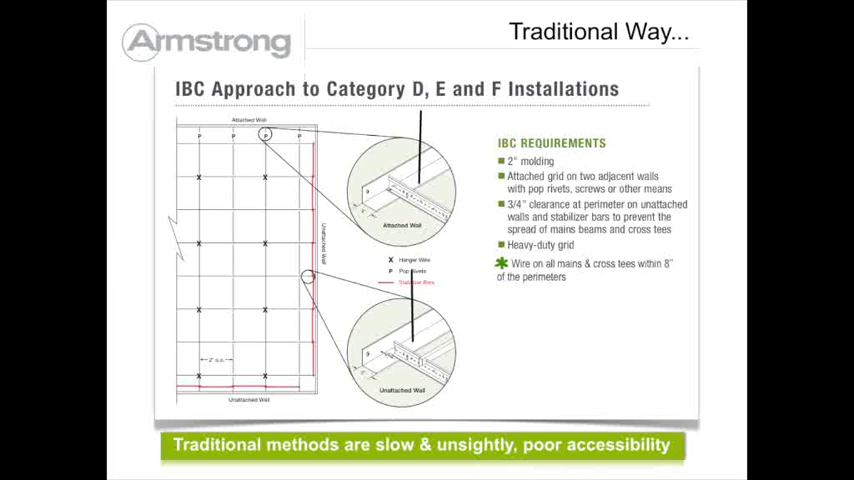 Armstrong
Traditional Way...
IBC Approach to Category D, E and F Installations
Attached Wall
P P P P
X X
X X
Unattached Wall
X X
2' o.c.
X X
Unattached Wall
Attached Wall
X Hanger Wire
P Pop Rivets
Stabilizer Bars
Unattached Wall
IBC REQUIREMENTS
2" molding
Attached grid on two adjacent walls
with pop rivets, screws or other means
3/4" clearance at perimeter on unattached
walls and stabilizer bars to prevent the
spread of mains beams and cross tees
Heavy-duty grid
Wire on all mains & cross tees within 8"
of the perimeters
Traditional methods are slow & unsightly, poor accessibility